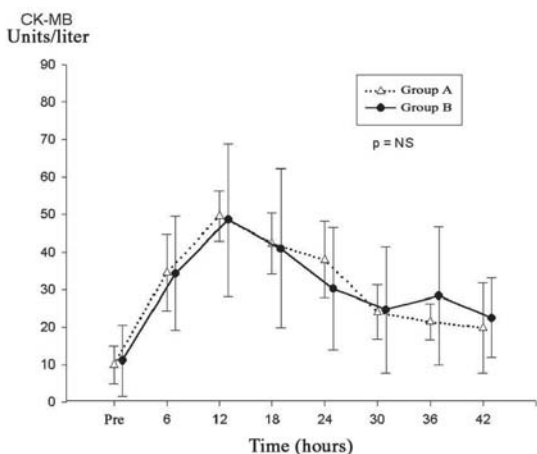 CK-MB
Units/liter
90
80
70
60
50
40
30
20
10
0
Group A
Group B
p = NS
Pre 6 12 18 24 30 36 42
Time (hours)